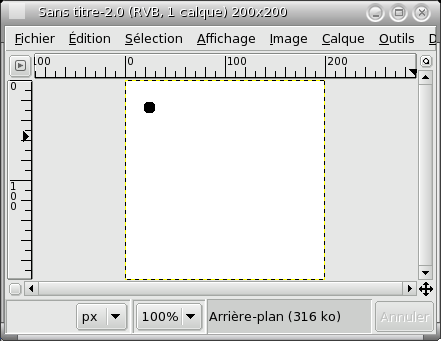 Sans titre-2.0 (RVB, 1 calque) 200x200
Fichier Édition Sélection Affichage Image Calque Outils D
00 0 100 200
0
100
px 100% Arrière-plan (316 ko) Annuler